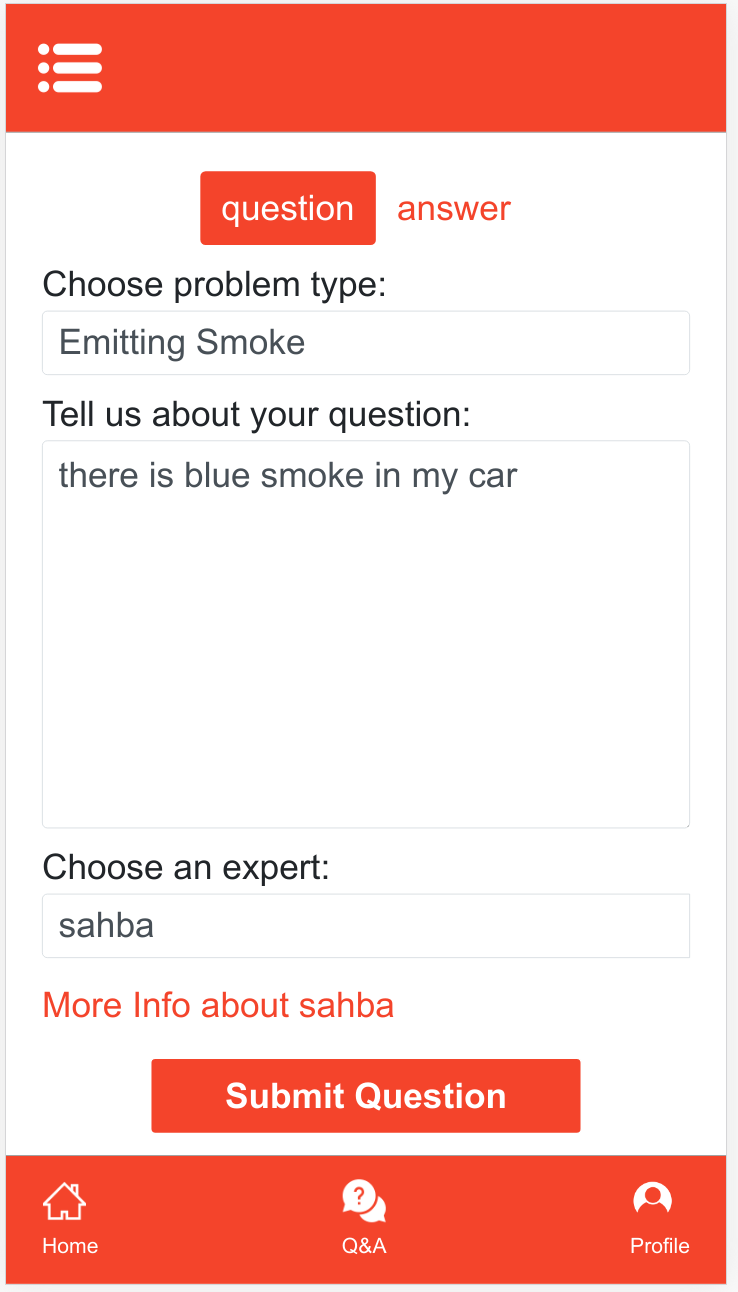 question answer
Choose problem type:
Emitting Smoke
Tell us about your question:
there is blue smoke in my car
Choose an expert:
sahba
More Info about sahba
Submit Question
?
Home Q&A Profile